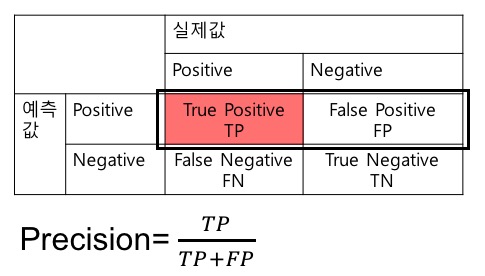 실제값
Positive Negative
예측
값
Positive
True Positive
TP
False Positive
FP
Negative
False Negative
FN
True Negative
TN
Precision= TP
TP+FP